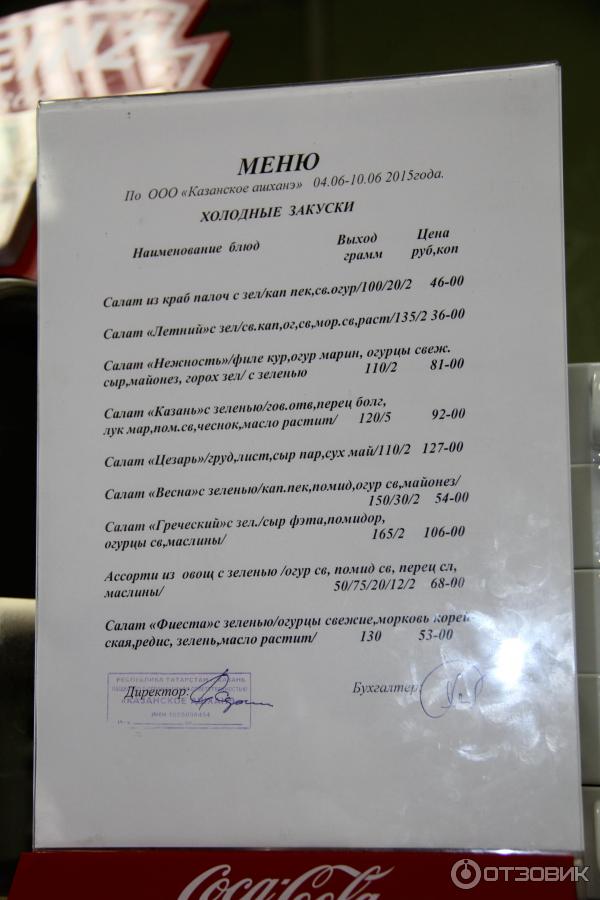 МЕНЮ
По ООО «Казанское ашханэ» 04.06-10.06 2015года.
ХОЛОДНЫЕ ЗАКУСКИ
Наименование блюд Выход грамм Цена руб,коп
Салат из краб палоч с зел/кап пек,св.огур/100/20/2 46-00
Салат «Летний»с зел/св.кап,ог,св,мор.св,раст/135/2 36-00
Салат «Нежность»/филе кур,огур марин, огурцы свеж.
сыр,майонез, горох зел/ с зеленью 110/2 81-00
Салат «Казань»с зеленью/гов.отв,перец болг,
лук мар,пом.св,чеснок,масло растит/ 120/5 92-00
Салат «Цезарь»/груд,лист,сыр пар,сух май/110/2 127-00
Салат «Весна»с зеленью/кап.пек,помид,огур св,майонез/
150/30/2 54-00
Салат «Греческий»с зел./сыр фэта,помидор,
огурцы св,маслины/ 165/2 106-00
Ассорти из овощ с зеленью /огур св, помид св, перец сл,
маслины/ 50/75/20/12/2 68-00
Салат «Фиеста»с зеленью/огурцы свежие,морковь корей
ская,редис, зелень,масло растит/ 130 53-00
РЕСПУБЛИКА ТАТАРСТАН
Директор: Бухгалтер:
«КАЗАНСКОЕ АШХАНЭ»
Coca-Cola
ОТЗОВИК